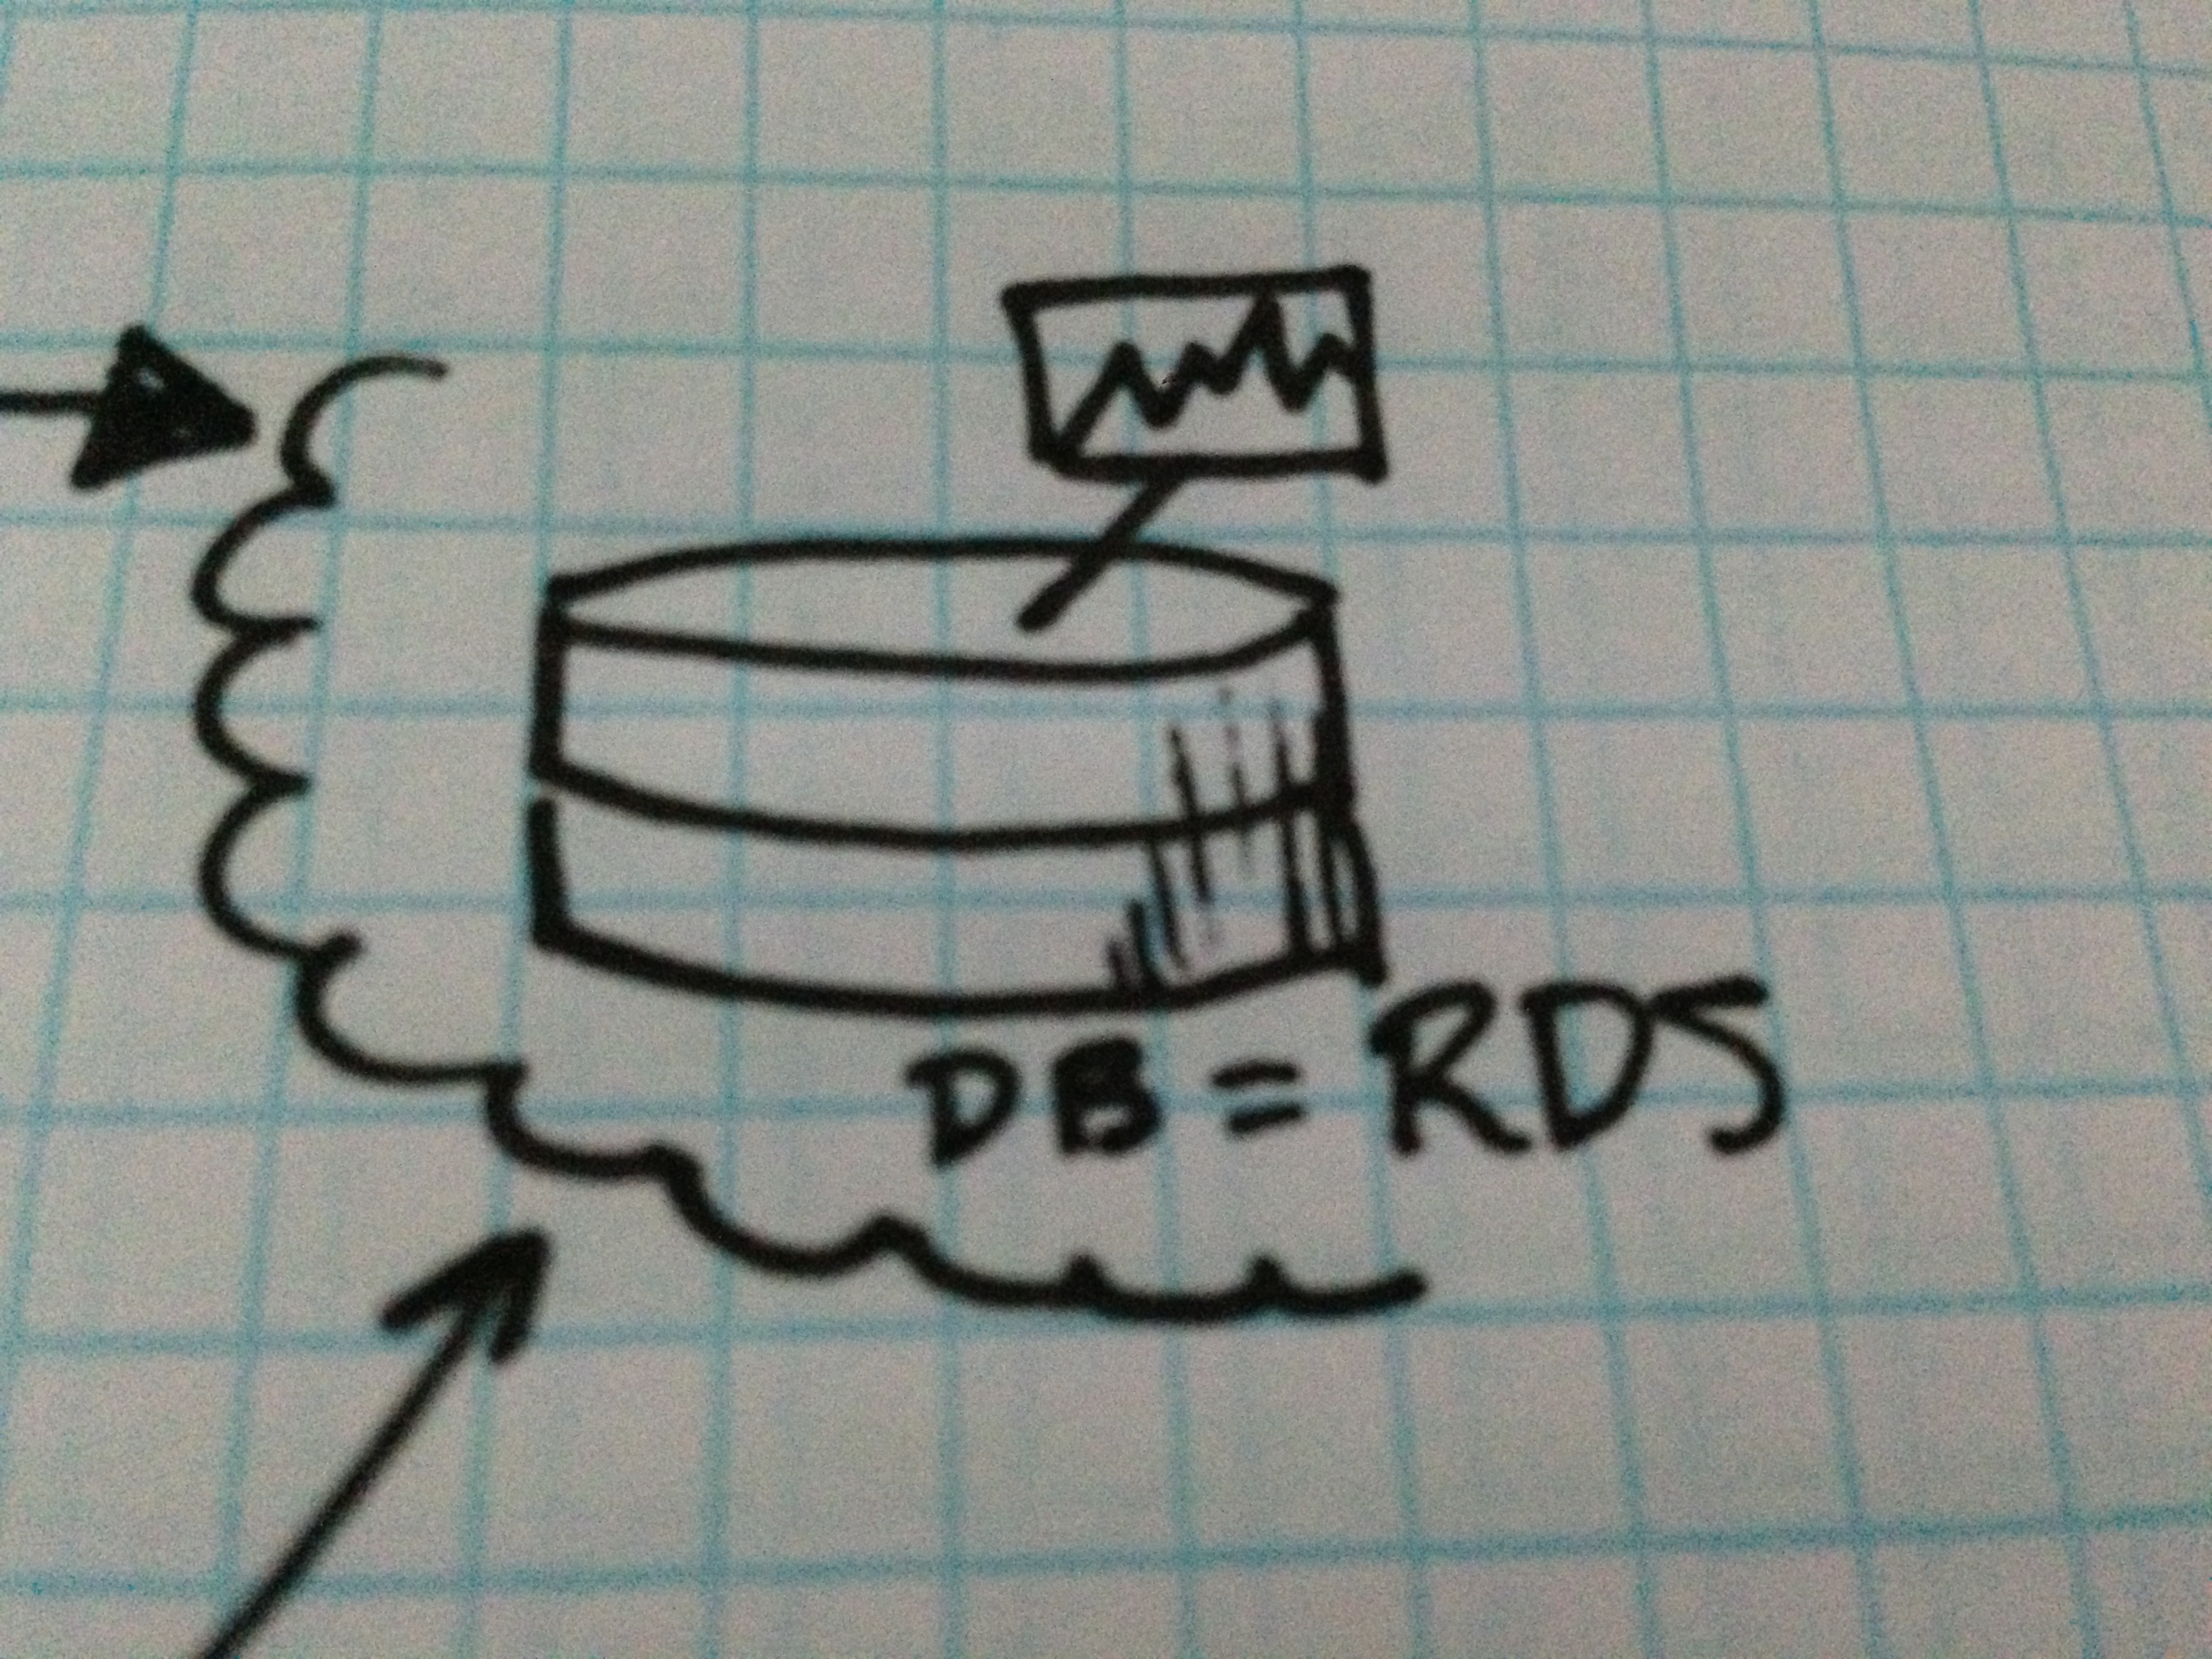 DB = RDS